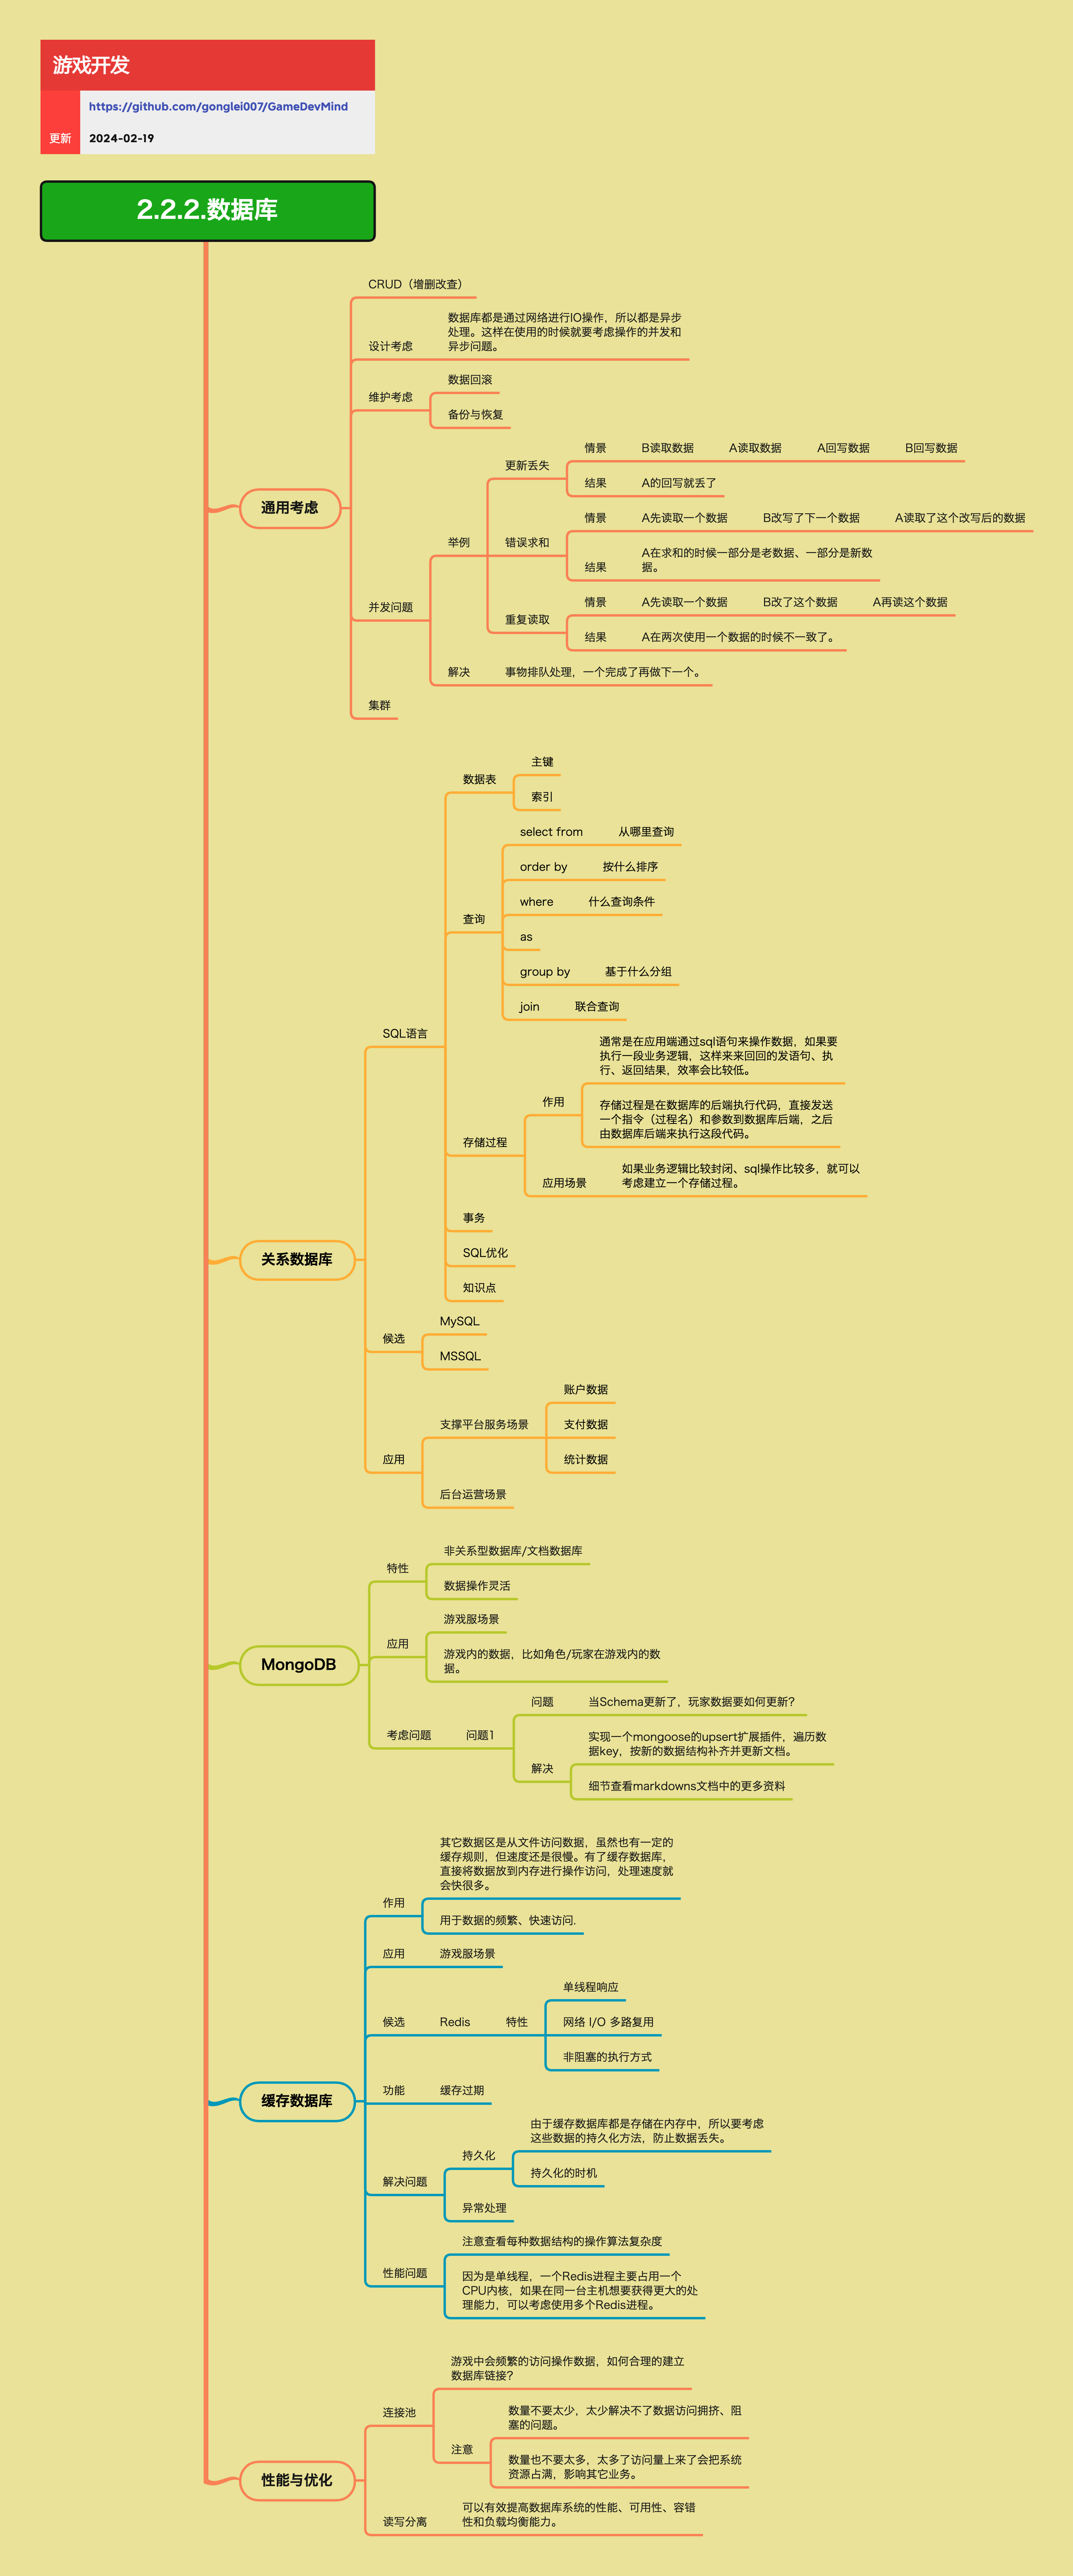 游戏开发
https://github.com/gonglei007/GameDevMind
更新 2024-02-19
2.2.2.数据库
通用考虑
CRUD（增删改查）
设计考虑
数据库都是通过网络进行IO操作，所以都是异步
处理。这样在使用的时候就要考虑操作的并发和
异步问题。
维护考虑
数据回滚
备份与恢复
并发问题
举例
更新丢失
情景 B读取数据 A读取数据 A回写数据 B回写数据
结果 A的回写就丢了
错误求和
情景 A先读取一个数据 B改写了下一个数据 A读取了这个改写后的数据
结果
A在求和的时候一部分是老数据、一部分是新数
据。
重复读取
情景 A先读取一个数据 B改了这个数据 A再读这个数据
结果 A在两次使用一个数据的时候不一致了。
解决 事物排队处理，一个完成了再做下一个。
集群
关系数据库
SQL语言
数据表
主键
索引
查询
select from 从哪里查询
order by 按什么排序
where 什么查询条件
as
group by 基于什么分组
join 联合查询
存储过程
作用
通常是在应用端通过sql语句来操作数据，如果要
执行一段业务逻辑，这样来来回回的发语句、执
行、返回结果，效率会比较低。
存储过程是在数据库的后端执行代码，直接发送
一个指令（过程名）和参数到数据库后端，之后
由数据库后端来执行这段代码。
应用场景
如果业务逻辑比较封闭、sql操作比较多，就可以
考虑建立一个存储过程。
事务
SQL优化
知识点
候选
MySQL
MSSQL
应用
支撑平台服务场景
账户数据
支付数据
统计数据
后台运营场景
MongoDB
特性
非关系型数据库/文档数据库
数据操作灵活
应用
游戏服场景
游戏内的数据，比如角色/玩家在游戏内的数
据。
考虑问题 问题1
问题 当Schema更新了，玩家数据要如何更新？
解决
实现一个mongoose的upsert扩展插件，遍历数
据key，按新的数据结构补齐并更新文档。
细节查看markdowns文档中的更多资料
缓存数据库
作用
其它数据区是从文件访问数据，虽然也有一定的
缓存规则，但速度还是很慢。有了缓存数据库，
直接将数据放到内存进行操作访问，处理速度就
会快很多。
用于数据的频繁、快速访问.
应用 游戏服场景
候选 Redis 特性
单线程响应
网络 I/O 多路复用
非阻塞的执行方式
功能 缓存过期
解决问题
持久化
由于缓存数据库都是存储在内存中，所以要考虑
这些数据的持久化方法，防止数据丢失。
持久化的时机
异常处理
性能问题
注意查看每种数据结构的操作算法复杂度
因为是单线程，一个Redis进程主要占用一个
CPU内核，如果在同一台主机想要获得更大的处
理能力，可以考虑使用多个Redis进程。
性能与优化
连接池
游戏中会频繁的访问操作数据，如何合理的建立
数据库链接？
注意
数量不要太少，太少解决不了数据访问拥挤、阻
塞的问题。
数量也不要太多，太多了访问量上来了会把系统
资源占满，影响其它业务。
读写分离
可以有效提高数据库系统的性能、可用性、容错
性和负载均衡能力。